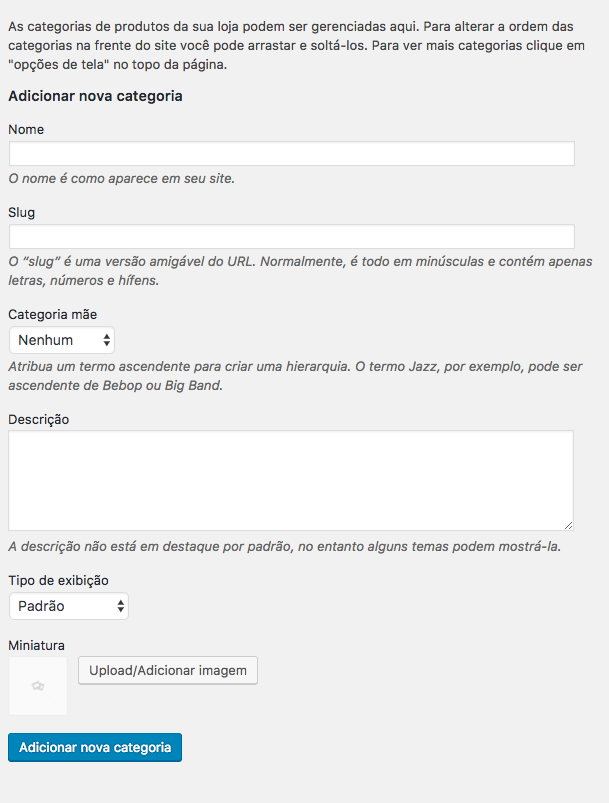 As categorias de produtos da sua loja podem ser gerenciadas aqui. Para alterar a ordem das
categorias na frente do site você pode arrastar e soltá-los. Para ver mais categorias clique em
"opções de tela" no topo da página.
Adicionar nova categoria
Nome
O nome é como aparece em seu site.
Slug
O “slug” é uma versão amigável do URL. Normalmente, é todo em minúsculas e contém apenas
letras, números e hífens.
Categoria mãe
Nenhum
Atribua um termo ascendente para criar uma hierarquia. O termo Jazz, por exemplo, pode ser
ascendente de Bebop ou Big Band.
Descrição
A descrição não está em destaque por padrão, no entanto alguns temas podem mostrá-la.
Tipo de exibição
Padrão
Miniatura
Upload/Adicionar imagem
Adicionar nova categoria